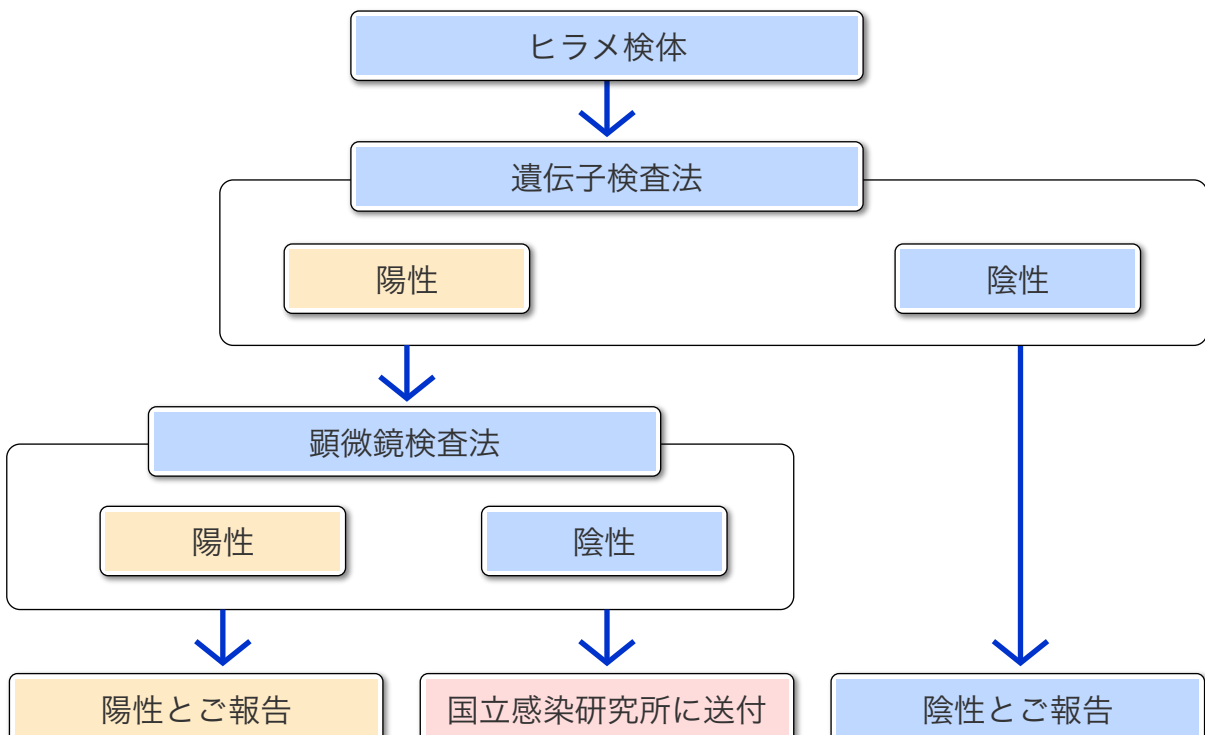 ヒラメ検体
遺伝子検査法
陽性
陰性
顕微鏡検査法
陽性
陰性
陽性とご報告
国立感染研究所に送付
陰性とご報告